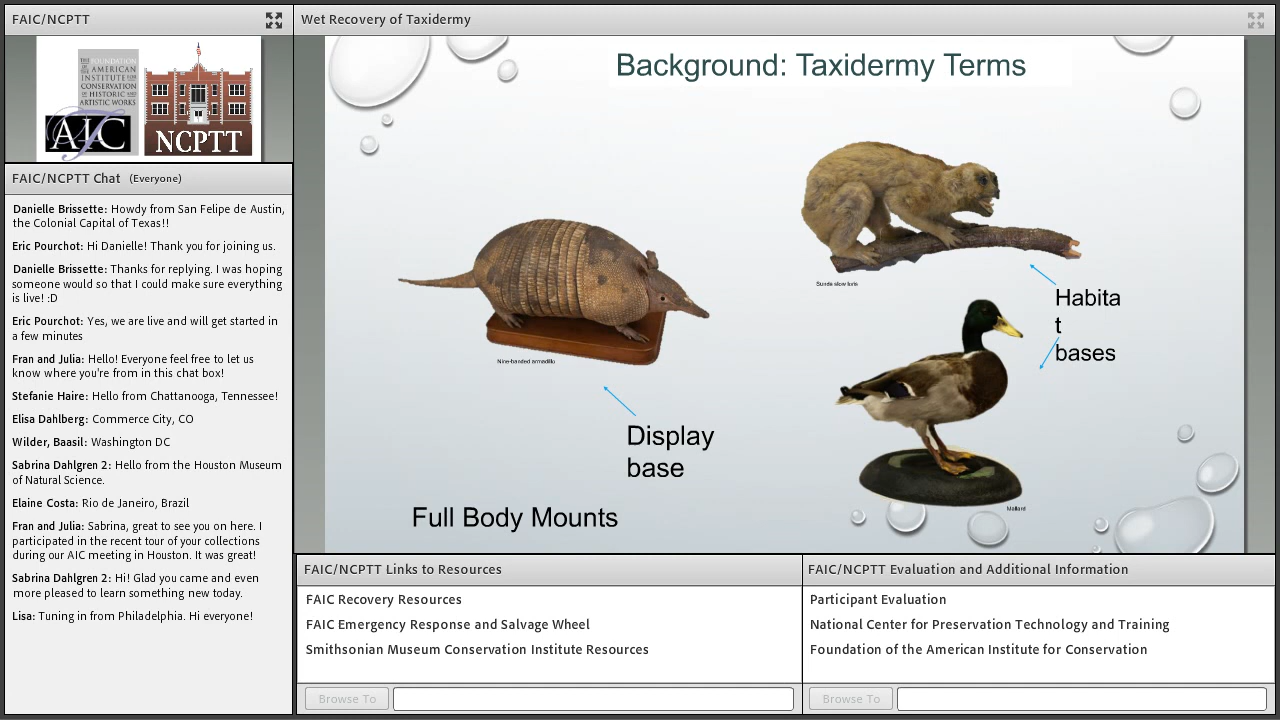 FAIC/NCPTT
THE FOUNDATION
OF THE AMERICAN
INSTITUTE FOR
CONSERVATION
OF HISTORIC AND
ARTISTIC WORKS
AIC
NCPTT
FAIC/NCPTT Chat (Everyone)
Danielle Brissette: Howdy from San Felipe de Austin,
the Colonial Capital of Texas!!
Eric Pourchot: Hi Danielle! Thank you for joining us.
Danielle Brissette: Thanks for replying. I was hoping
someone would so that I could make sure everything
is live! :D
Eric Pourchot: Yes, we are live and will get started in
a few minutes
Fran and Julia: Hello! Everyone feel free to let us
know where you're from in this chat box!
Stefanie Haire: Hello from Chattanooga, Tennessee!
Elisa Dahlberg: Commerce City, CO
Wilder, Baasil: Washington DC
Sabrina Dahlgren 2: Hello from the Houston Museum
of Natural Science.
Elaine Costa: Rio de Janeiro, Brazil
Fran and Julia: Sabrina, great to see you on here. I
participated in the recent tour of your collections
during our AIC meeting in Houston. It was great!
Sabrina Dahlgren 2: Hi! Glad you came and even
more pleased to learn something new today.
Lisa: Tuning in from Philadelphia. Hi everyone!
Wet Recovery of Taxidermy
Background: Taxidermy Terms
Sunda slow loris
Nine-banded armadillo
Habita
t
bases
Display
base
Mallard
Full Body Mounts
FAIC/NCPTT Links to Resources
FAIC Recovery Resources
FAIC Emergency Response and Salvage Wheel
Smithsonian Museum Conservation Institute Resources
Browse To
FAIC/NCPTT Evaluation and Additional Information
Participant Evaluation
National Center for Preservation Technology and Training
Foundation of the American Institute for Conservation
Browse To